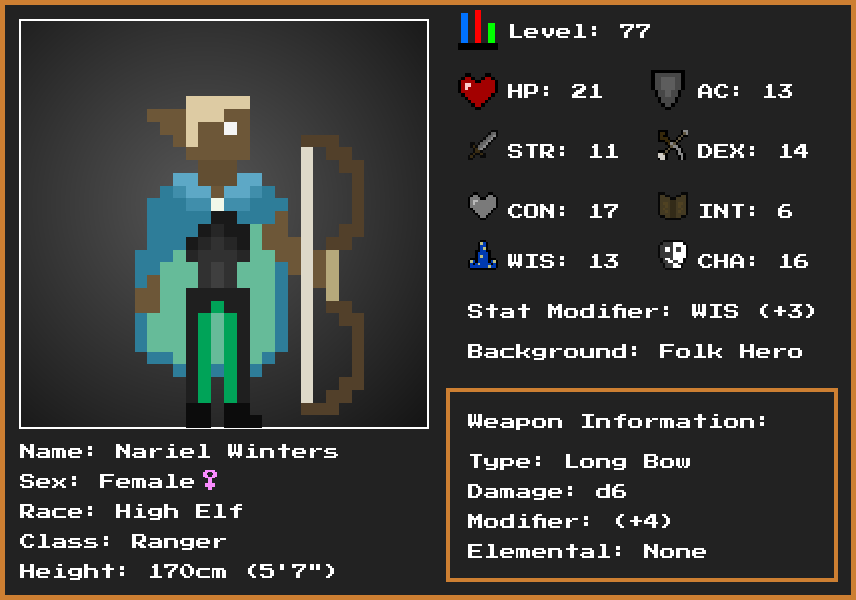 Level: 77
HP: 21
AC: 13
STR: 11
DEX: 14
CON: 17
INT: 6
WIS: 13
CHA: 16
Stat Modifier: WIS (+3)
Background: Folk Hero
Weapon Information:
Type: Long Bow
Damage: d6
Modifier: (+4)
Elemental: None
Name: Nariel Winters
Sex: Female♀
Race: High Elf
Class: Ranger
Height: 170cm (5'7")